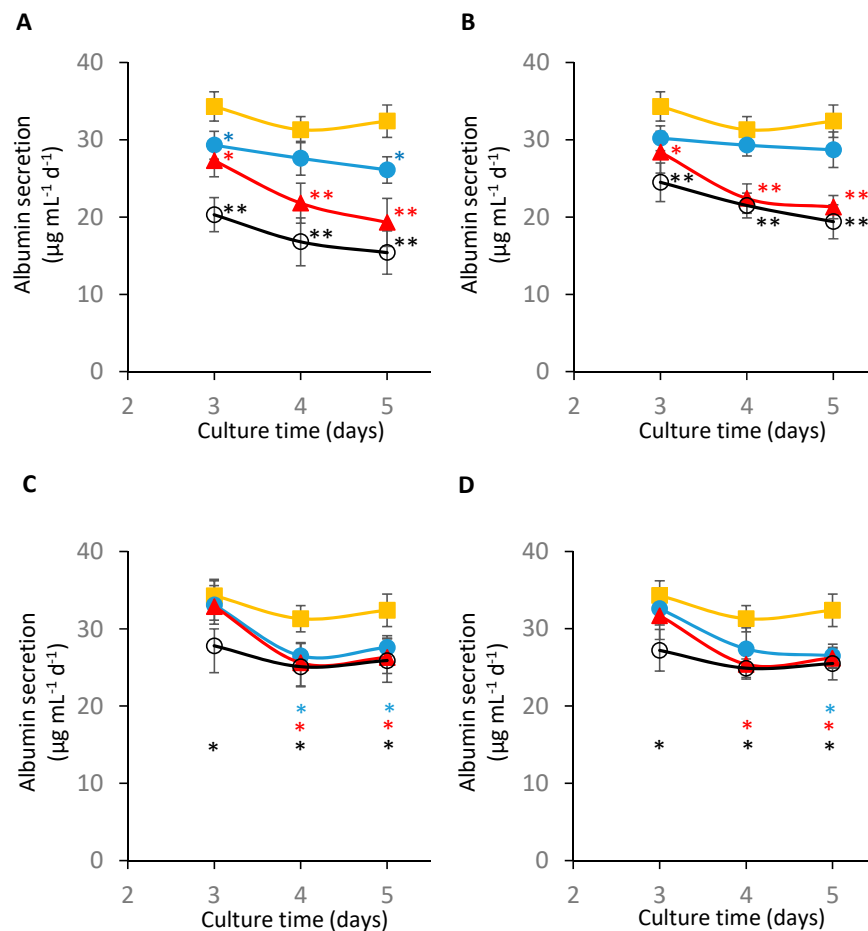 A
Albumin secretion
(µg mL⁻¹ d⁻¹)
40
30
20
10
0
*
*
**
**
**
*
**
**
2 3 4 5
Culture time (days)
B
Albumin secretion
(µg mL⁻¹ d⁻¹)
40
30
20
10
0
*
**
**
**
**
**
2 3 4 5
Culture time (days)
C
Albumin secretion
(µg mL⁻¹ d⁻¹)
40
30
20
10
0
* *
* *
* * *
2 3 4 5
Culture time (days)
D
Albumin secretion
(µg mL⁻¹ d⁻¹)
40
30
20
10
0
*
* *
* * *
2 3 4 5
Culture time (days)